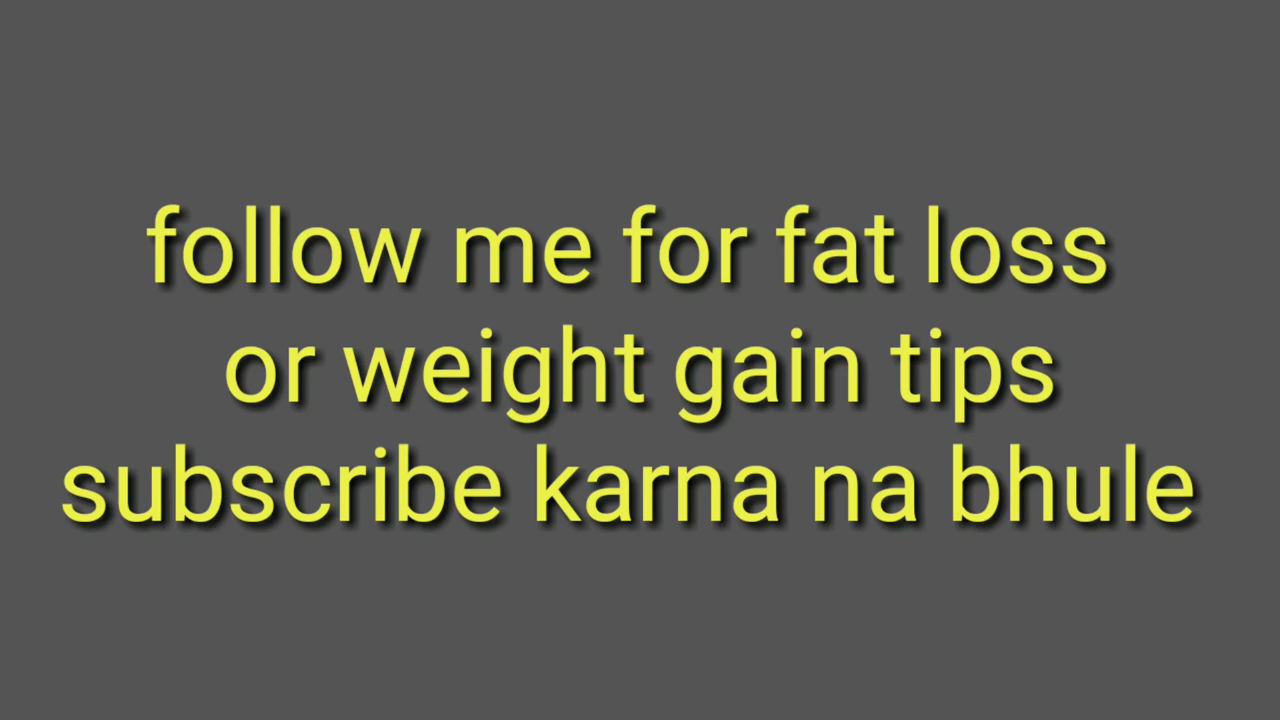 follow me for fat loss
or weight gain tips
subscribe karna na bhule